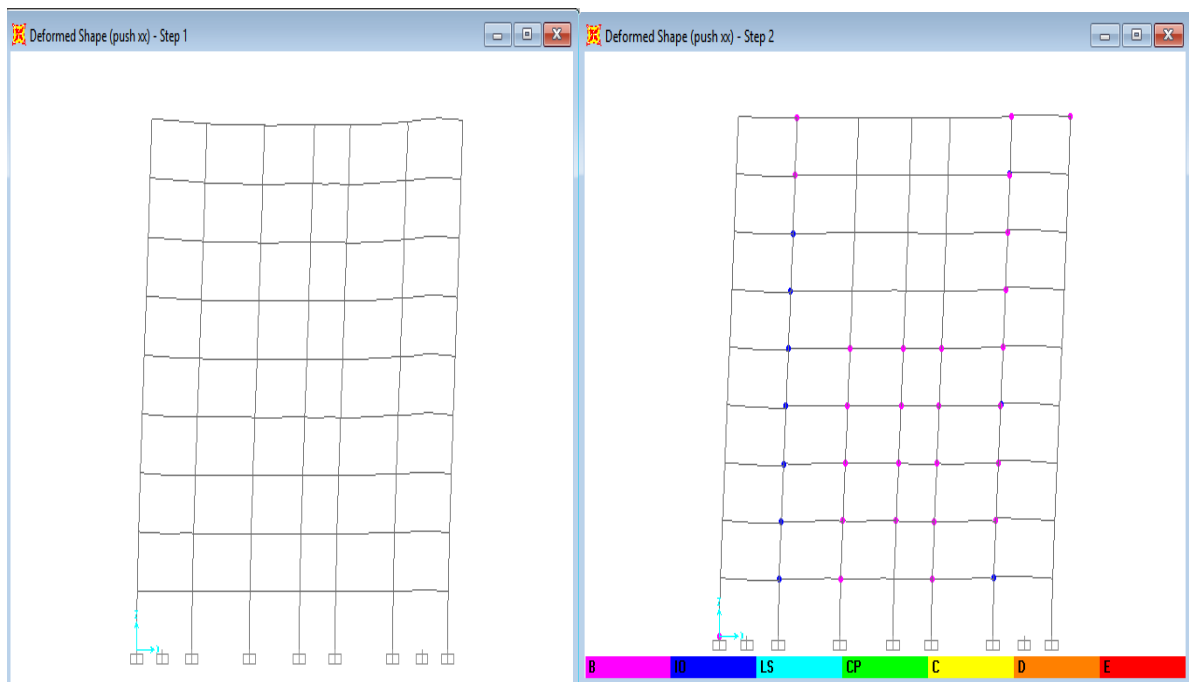 Deformed Shape (push xx) - Step 1
Deformed Shape (push xx) - Step 2
B IO LS CP C D E